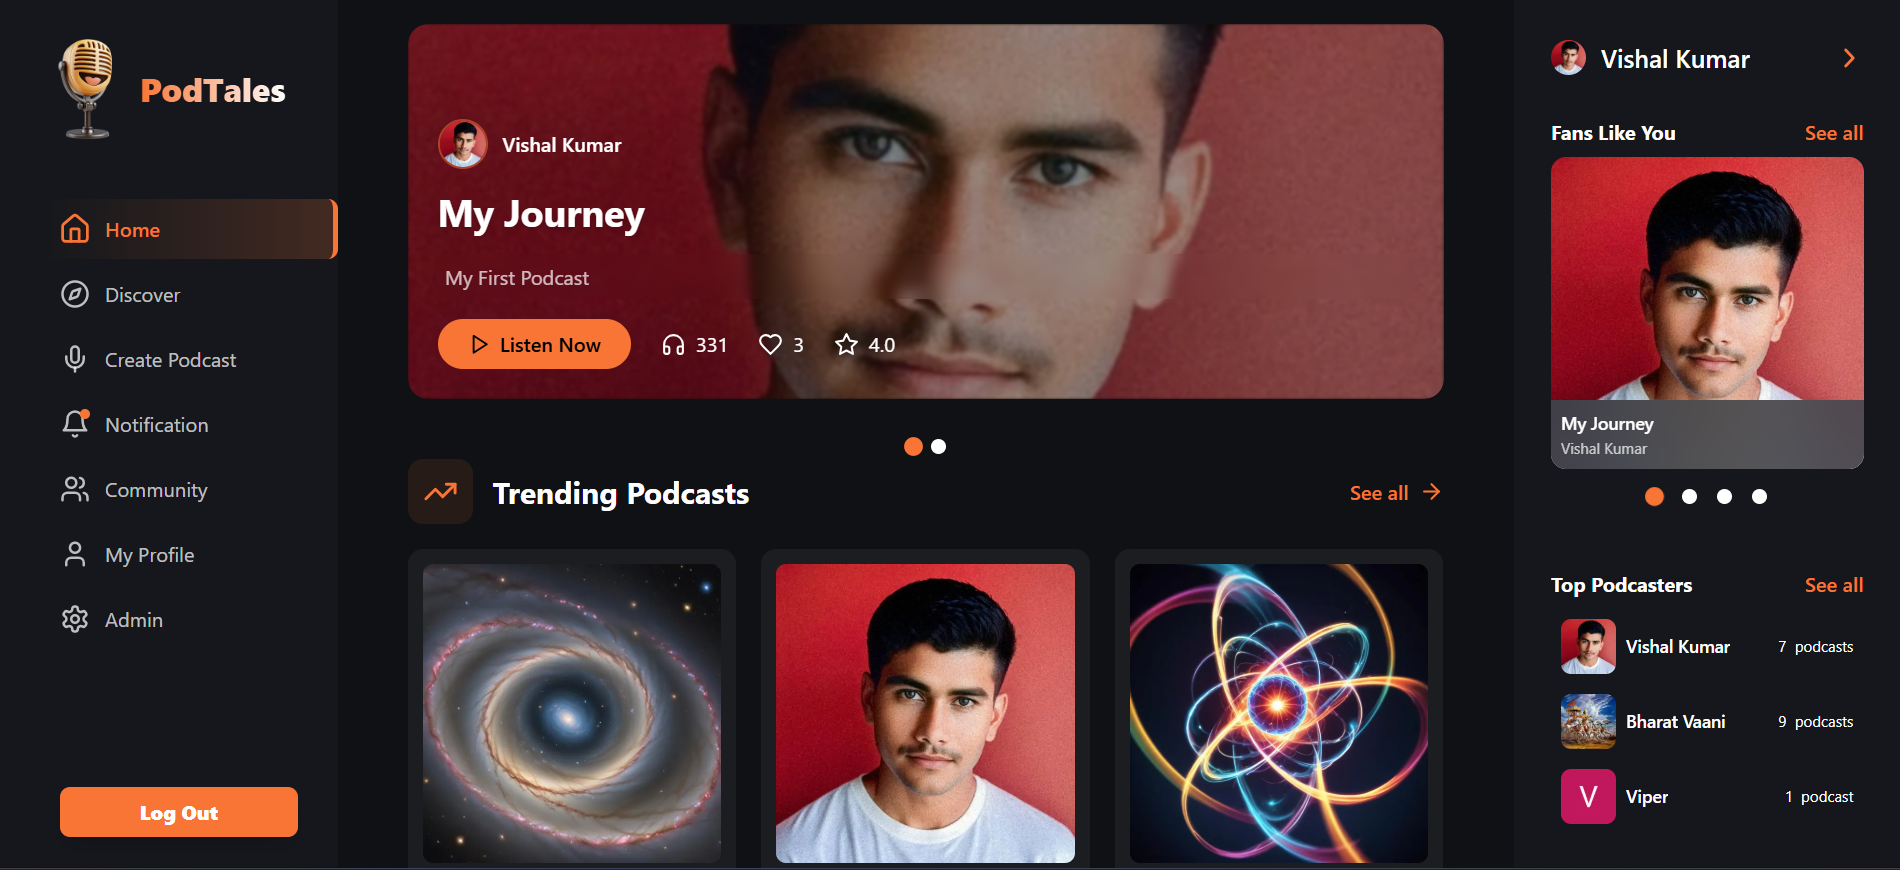 PodTales
Home
Discover
Create Podcast
Notification
Community
My Profile
Admin
Log Out
Vishal Kumar
My Journey
My First Podcast
Listen Now 331 3 4.0
Trending Podcasts
See all
Vishal Kumar
Fans Like You See all
My Journey
Vishal Kumar
Top Podcasters See all
Vishal Kumar 7 podcasts
Bharat Vaani 9 podcasts
V Viper 1 podcast